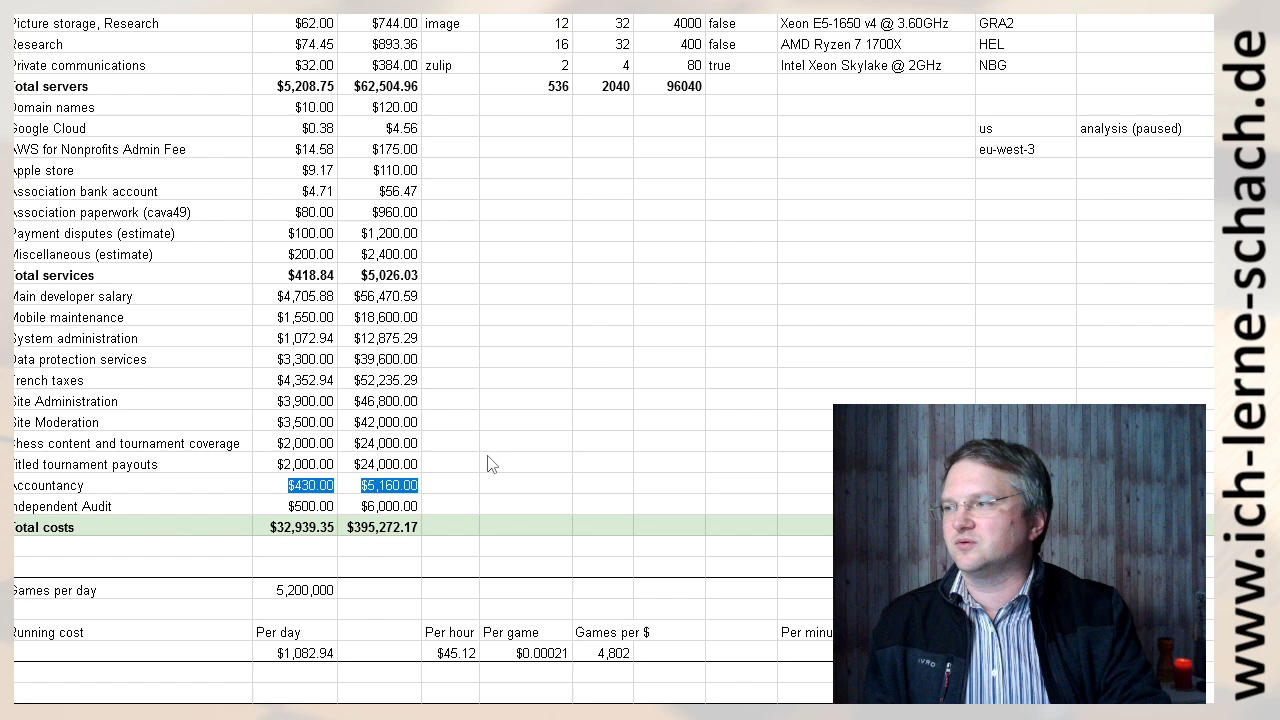 Picture storage, Research $62.00 $744.00 image 12 32 4000 false Xeon E5-1650 v4 @ 3.60GHz GRA2
Research $74.45 $893.36 16 32 400 false AMD Ryzen 7 1700X HEL
Private communications $32.00 $384.00 zulip 2 4 80 true Intel Xeon Skylake @ 2GHz NBG
Total servers $5,208.75 $62,504.96 536 2040 96040
Domain names $10.00 $120.00
Google Cloud $0.38 $4.56 us analysis (paused)
AWS for Nonprofits Admin Fee $14.58 $175.00 eu-west-3
Apple store $9.17 $110.00
Association bank account $4.71 $56.47
Association paperwork (cava49) $80.00 $960.00
Payment disputes (estimate) $100.00 $1,200.00
Miscellaneous (estimate) $200.00 $2,400.00
Total services $418.84 $5,026.03
Main developer salary $4,705.88 $56,470.59
Mobile maintenance $1,550.00 $18,600.00
System administration $1,072.94 $12,875.29
Data protection services $3,300.00 $39,600.00
French taxes $4,352.94 $52,235.29
Site Administration $3,900.00 $46,800.00
Site Moderation $3,500.00 $42,000.00
Chess content and tournament coverage $2,000.00 $24,000.00
Titled tournament payouts $2,000.00 $24,000.00
Accountancy $430.00 $5,160.00
Independent Audit $500.00 $6,000.00
Total costs $32,939.35 $395,272.17
Games per day 5,200,000
Running cost Per day Per hour Per game Games per $ Per minu
$1,082.94 $45.12 $0.00021 4,802
www.ich-lerne-schach.de